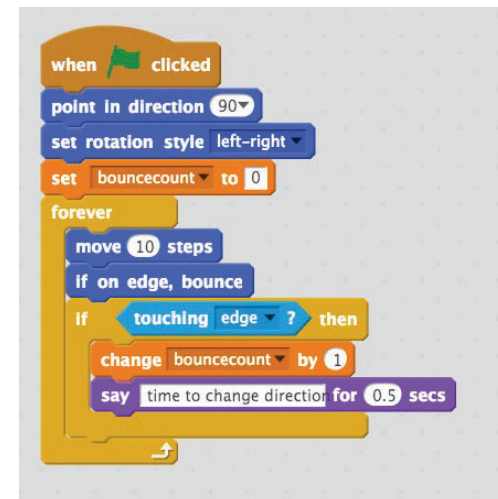 when clicked
point in direction 90
set rotation style left-right
set bouncecount to 0
forever
move 10 steps
if on edge, bounce
if touching edge ? then
change bouncecount by 1
say time to change direction for 0.5 secs